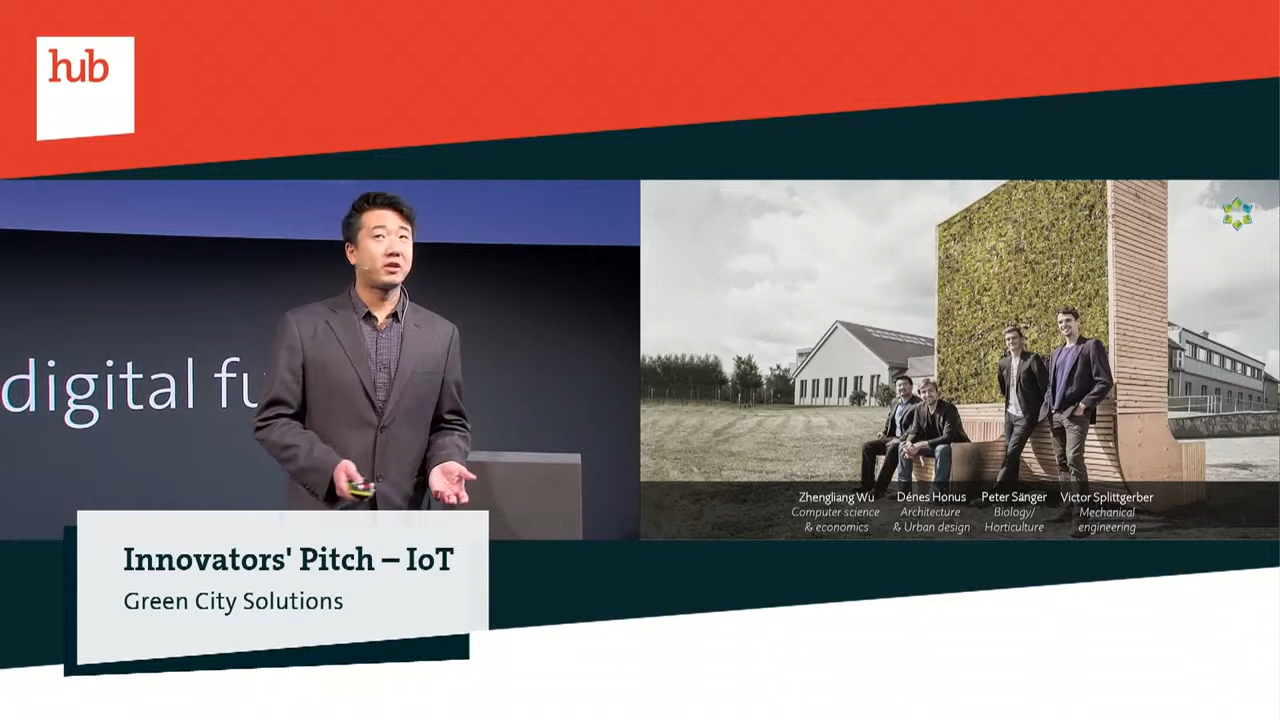 hub
digital fu
Zhengliang Wu
Computer science
& economics
Dénes Honus
Architecture
& Urban design
Peter Sänger
Biology/
Horticulture
Victor Splittgerber
Mechanical
engineering
Innovators' Pitch – IoT
Green City Solutions